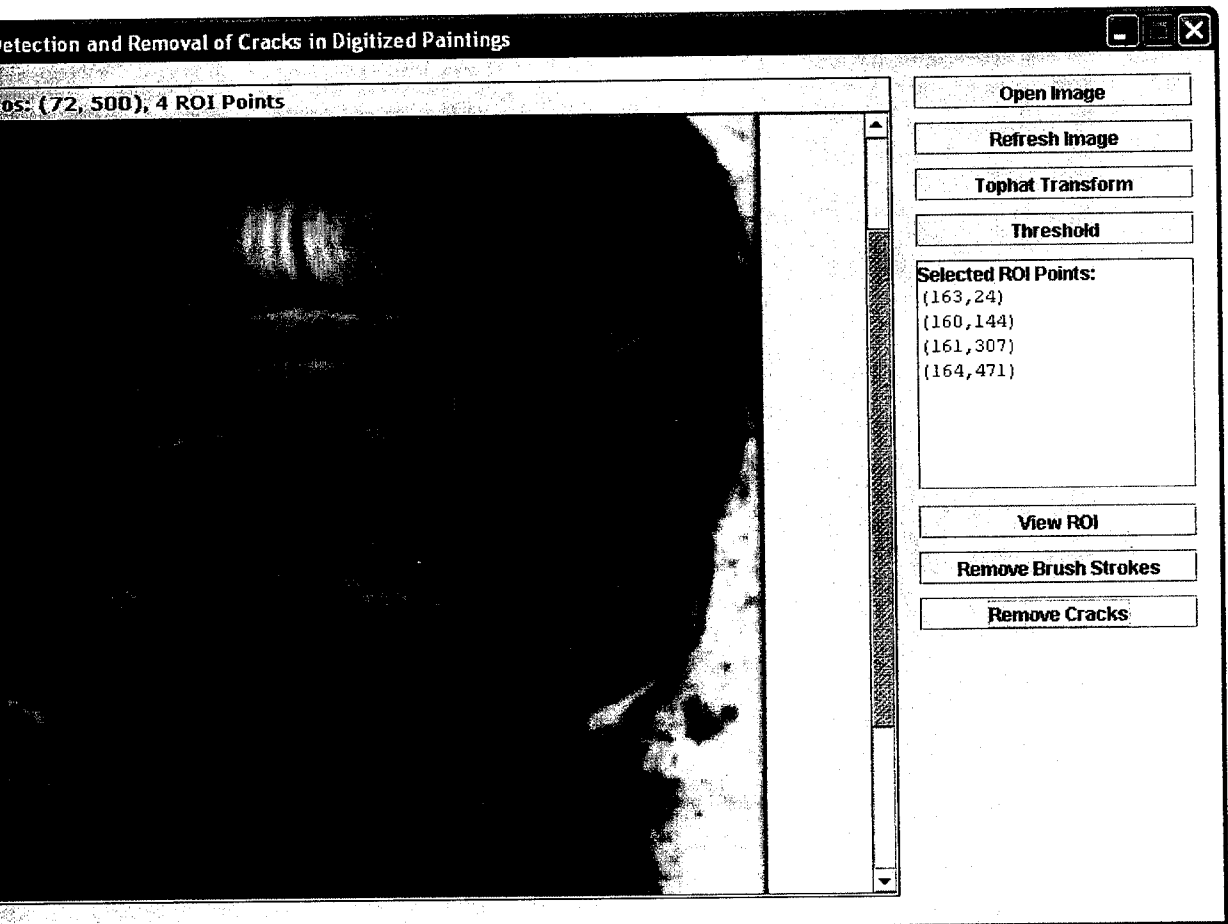 etection and Removal of Cracks in Digitized Paintings
os: (72, 500), 4 ROI Points
Open Image
Refresh Image
Tophat Transform
Threshold
Selected ROI Points:
(163,24)
(160,144)
(161,307)
(164,471)
View ROI
Remove Brush Strokes
Remove Cracks